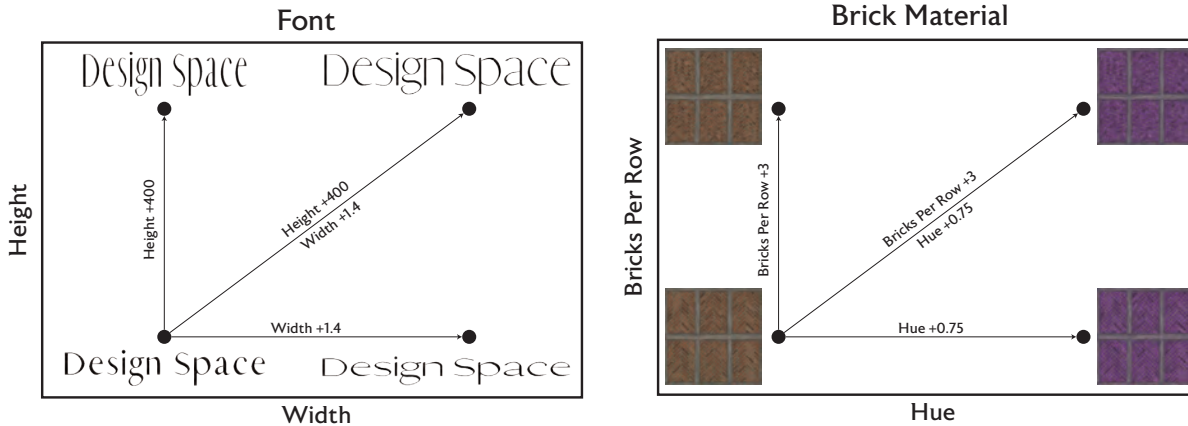 Font
Design Space
Design Space
Height
Height +400
Height +400
Width +1.4
Width +1.4
Design Space
Design Space
Width
Brick Material
Bricks Per Row
Bricks Per Row +3
Bricks Per Row +3
Hue +0.75
Hue +0.75
Hue